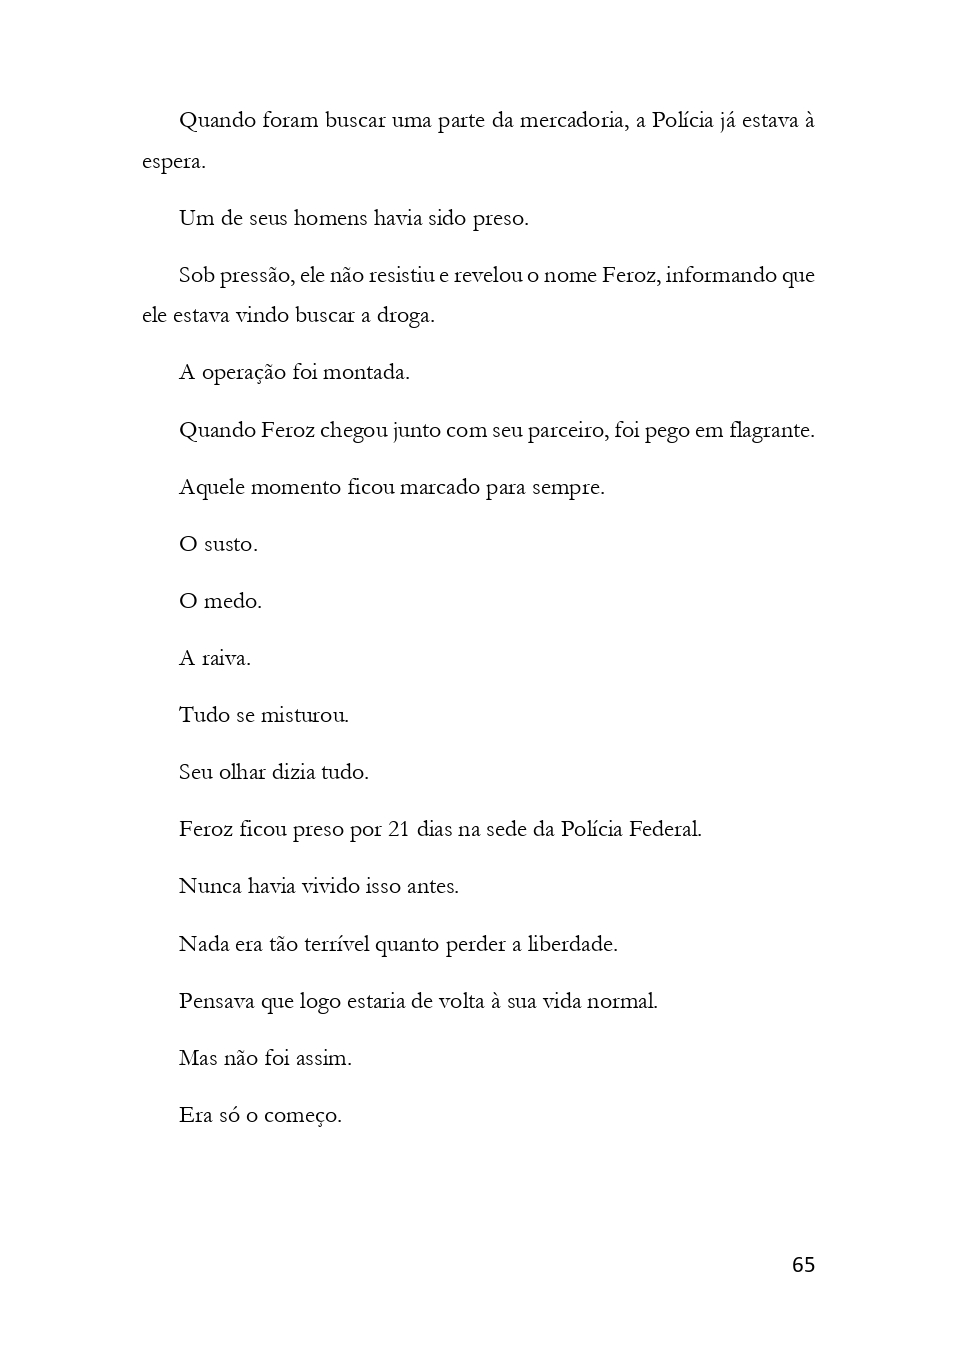 Quando foram buscar uma parte da mercadoria, a Polícia já estava à
espera.
Um de seus homens havia sido preso.
Sob pressão, ele não resistiu e revelou o nome Feroz, informando que
ele estava vindo buscar a droga.
A operação foi montada.
Quando Feroz chegou junto com seu parceiro, foi pego em flagrante.
Aquele momento ficou marcado para sempre.
O susto.
O medo.
A raiva.
Tudo se misturou.
Seu olhar dizia tudo.
Feroz ficou preso por 21 dias na sede da Polícia Federal.
Nunca havia vivido isso antes.
Nada era tão terrível quanto perder a liberdade.
Pensava que logo estaria de volta à sua vida normal.
Mas não foi assim.
Era só o começo.
65